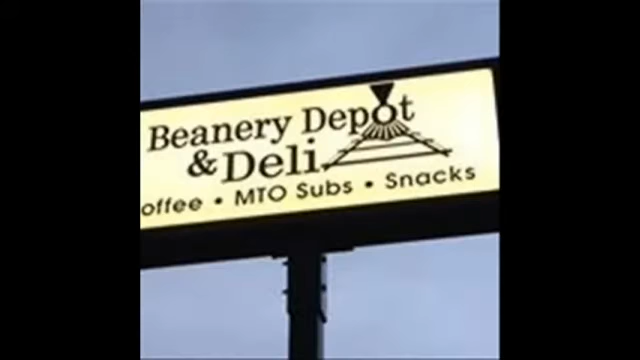 Beanery Depot
& Deli
offee • MTO Subs • Snacks